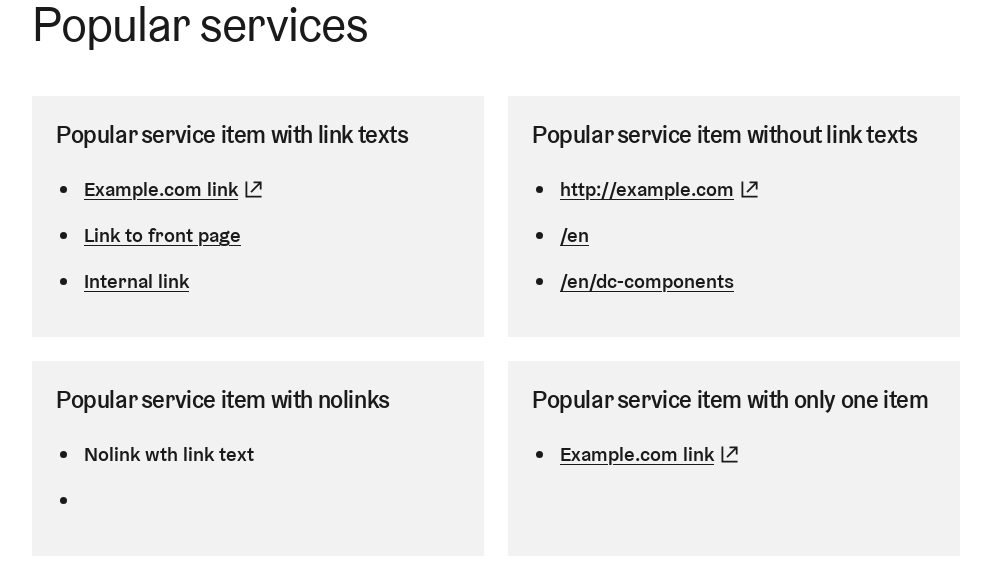 Popular services
Popular service item with link texts
Example.com link
Link to front page
Internal link
Popular service item without link texts
http://example.com
/en
/en/dc-components
Popular service item with nolinks
Nolink wth link text
Popular service item with only one item
Example.com link